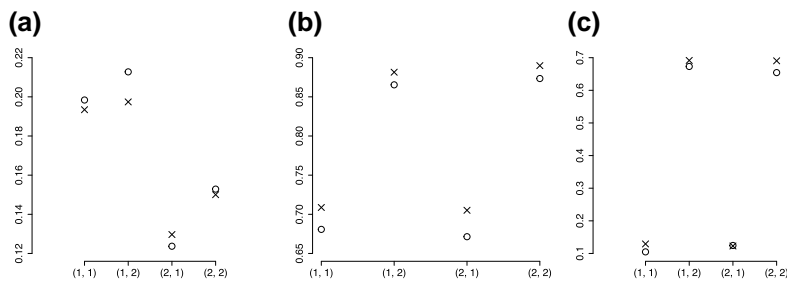 (a) (b) (c)
0.22 0.20 0.18 0.16 0.14 0.12
(1, 1) (1, 2) (2, 1) (2, 2)
0.90 0.85 0.80 0.75 0.70 0.65
(1, 1) (1, 2) (2, 1) (2, 2)
0.7 0.6 0.5 0.4 0.3 0.2 0.1
(1, 1) (1, 2) (2, 1) (2, 2)